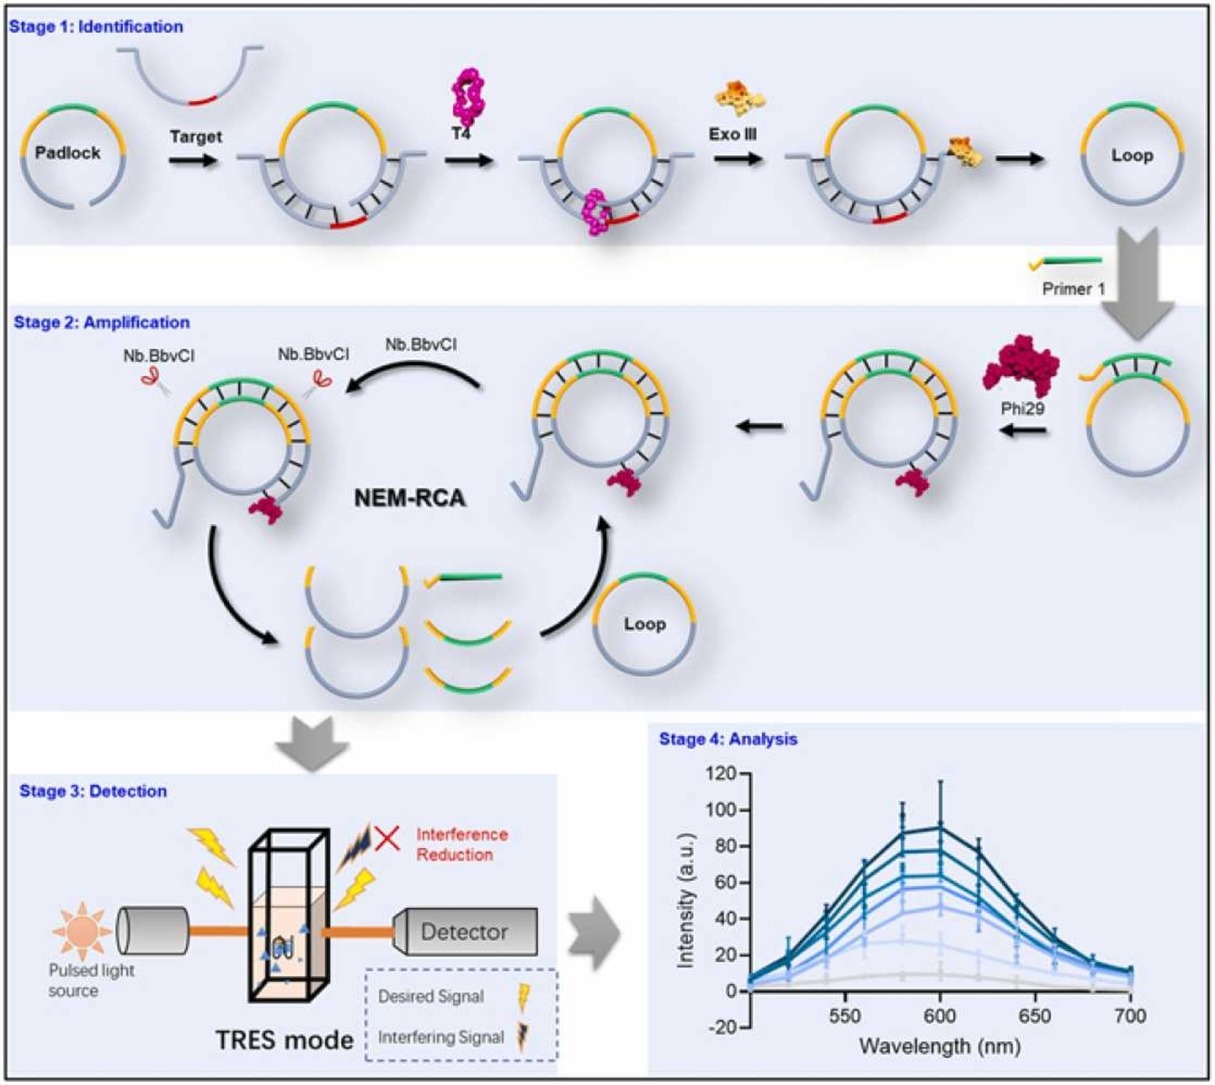 Stage 1: Identification
Padlock
Target
T4
Exo III
Loop
Primer 1
Stage 2: Amplification
Nb.BbvCI
Nb.BbvCI
Nb.BbvCI
Phi29
NEM-RCA
Loop
Stage 3: Detection
Interference
Reduction
Detector
Pulsed light
source
TRES mode
Desired Signal
Interfering Signal
Stage 4: Analysis
120
100
80
60
40
20
0
-20
Intensity (a.u.)
550
600
650
700
Wavelength (nm)